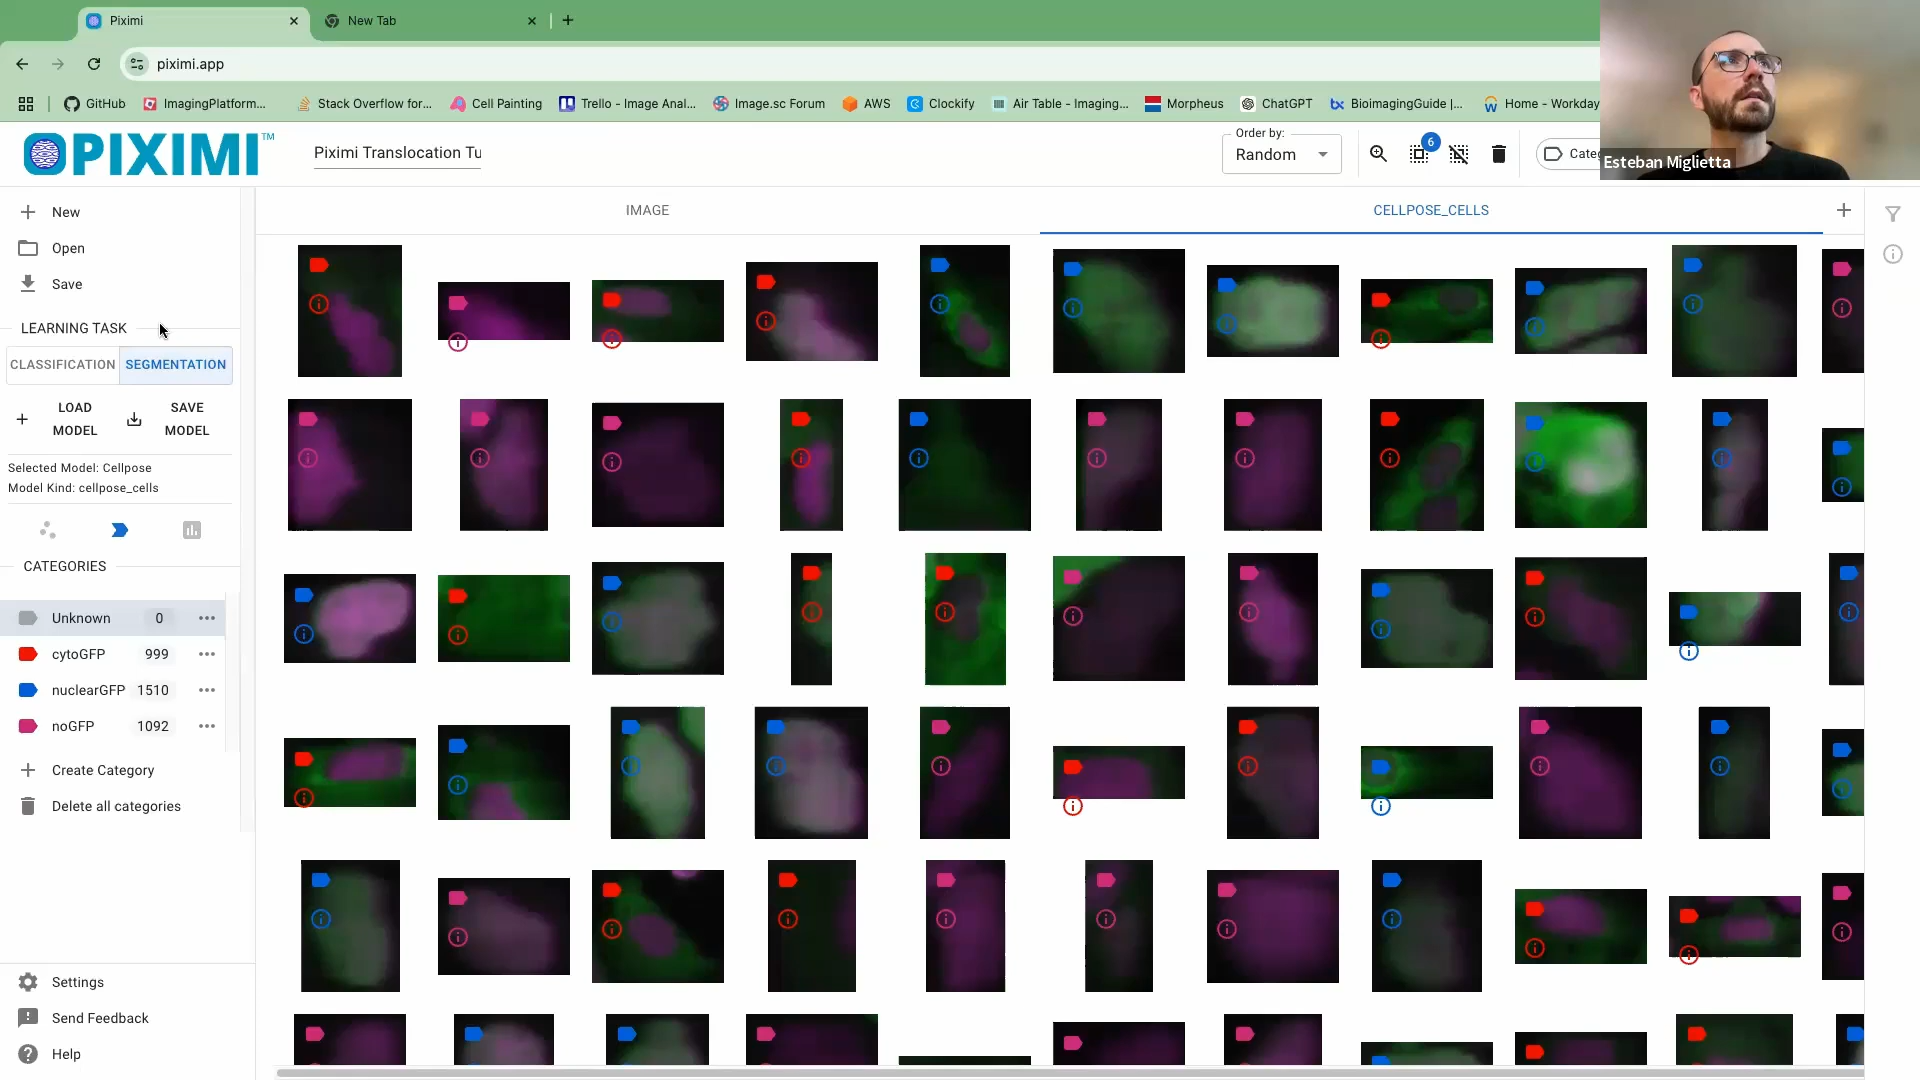 Piximi
New Tab
piximi.app
GitHub
ImagingPlatform...
Stack Overflow for...
Cell Painting
Trello - Image Anal...
Image.sc Forum
AWS
Clockify
Air Table - Imaging...
Morpheus
ChatGPT
BioimagingGuide |...
Home - Workday
PIXIMI™
Piximi Translocation Tu
Order by:
Random
6
Esteban Miglietta
New
Open
Save
IMAGE
CELLPOSE_CELLS
LEARNING TASK
CLASSIFICATION
SEGMENTATION
LOAD
MODEL
SAVE
MODEL
Selected Model: Cellpose
Model Kind: cellpose_cells
CATEGORIES
Unknown 0
cytoGFP 999
nuclearGFP 1510
noGFP 1092
Create Category
Delete all categories
Settings
Send Feedback
Help